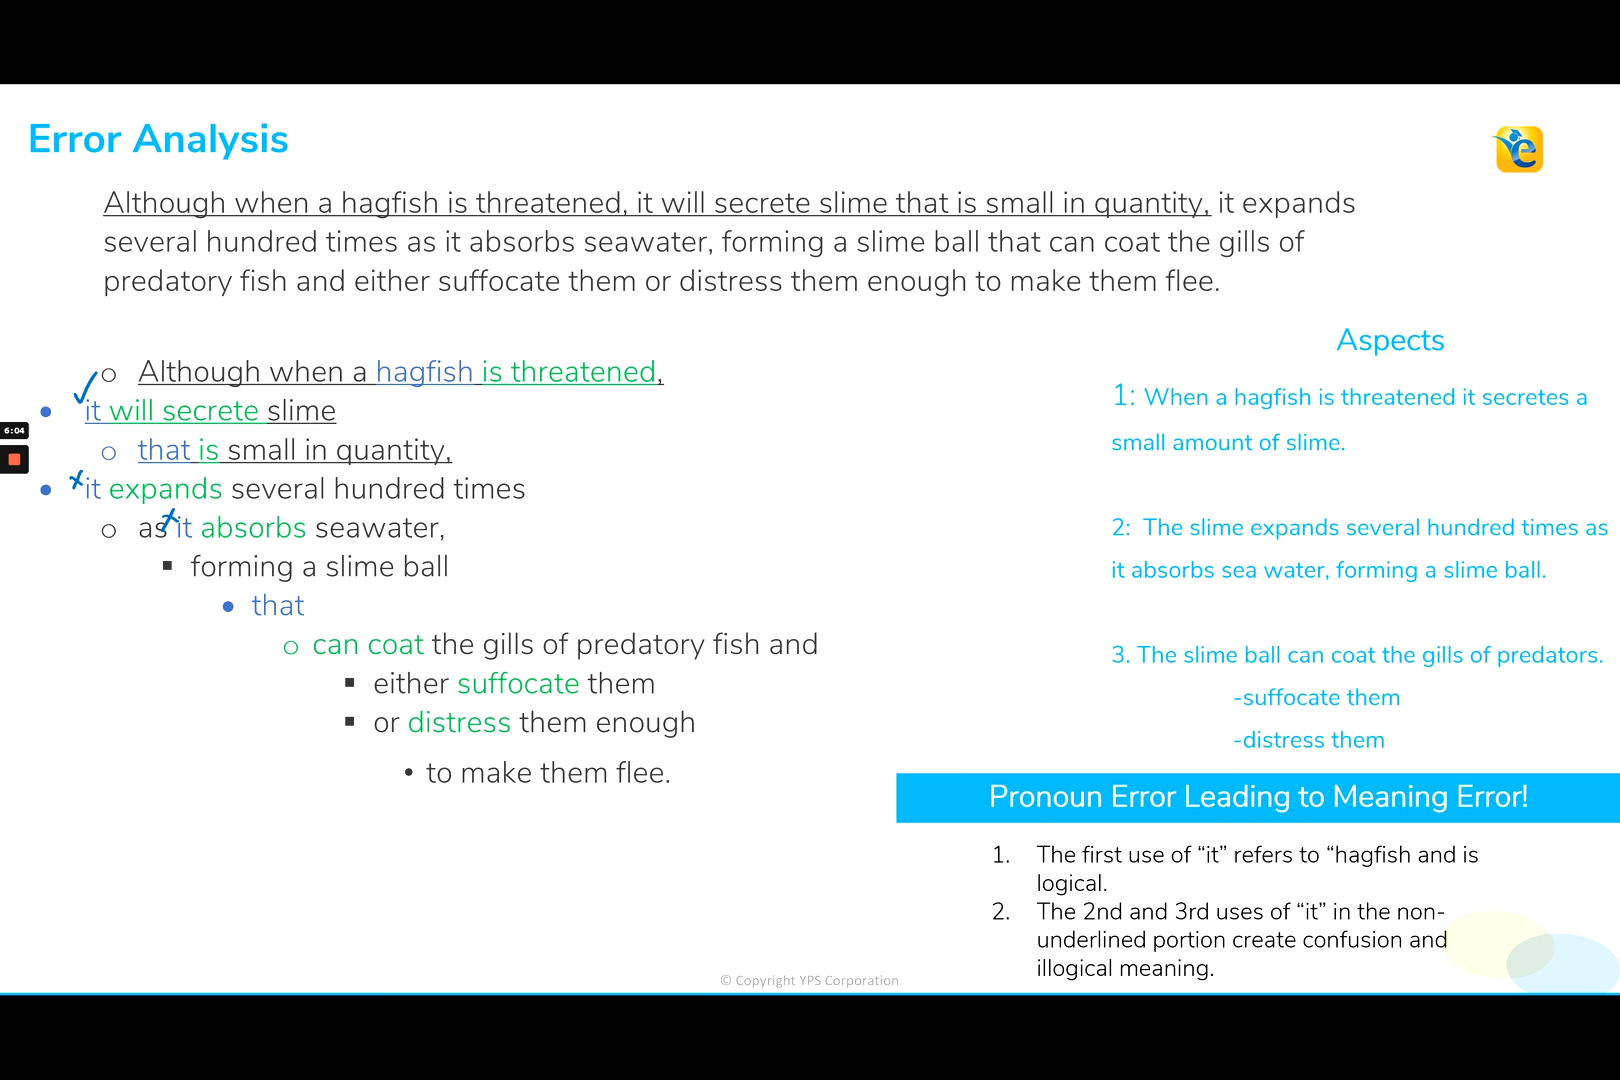 Error Analysis
Although when a hagfish is threatened, it will secrete slime that is small in quantity, it expands
several hundred times as it absorbs seawater, forming a slime ball that can coat the gills of
predatory fish and either suffocate them or distress them enough to make them flee.
Although when a hagfish is threatened,
it will secrete slime
that is small in quantity,
it expands several hundred times
as it absorbs seawater,
forming a slime ball
that
can coat the gills of predatory fish and
either suffocate them
or distress them enough
to make them flee.
6:04
Aspects
1: When a hagfish is threatened it secretes a
small amount of slime.
2: The slime expands several hundred times as
it absorbs sea water, forming a slime ball.
3. The slime ball can coat the gills of predators.
-suffocate them
-distress them
Pronoun Error Leading to Meaning Error!
1. The first use of “it” refers to “hagfish and is
logical.
2. The 2nd and 3rd uses of “it” in the non-
underlined portion create confusion and
illogical meaning.
© Copyright YPS Corporation